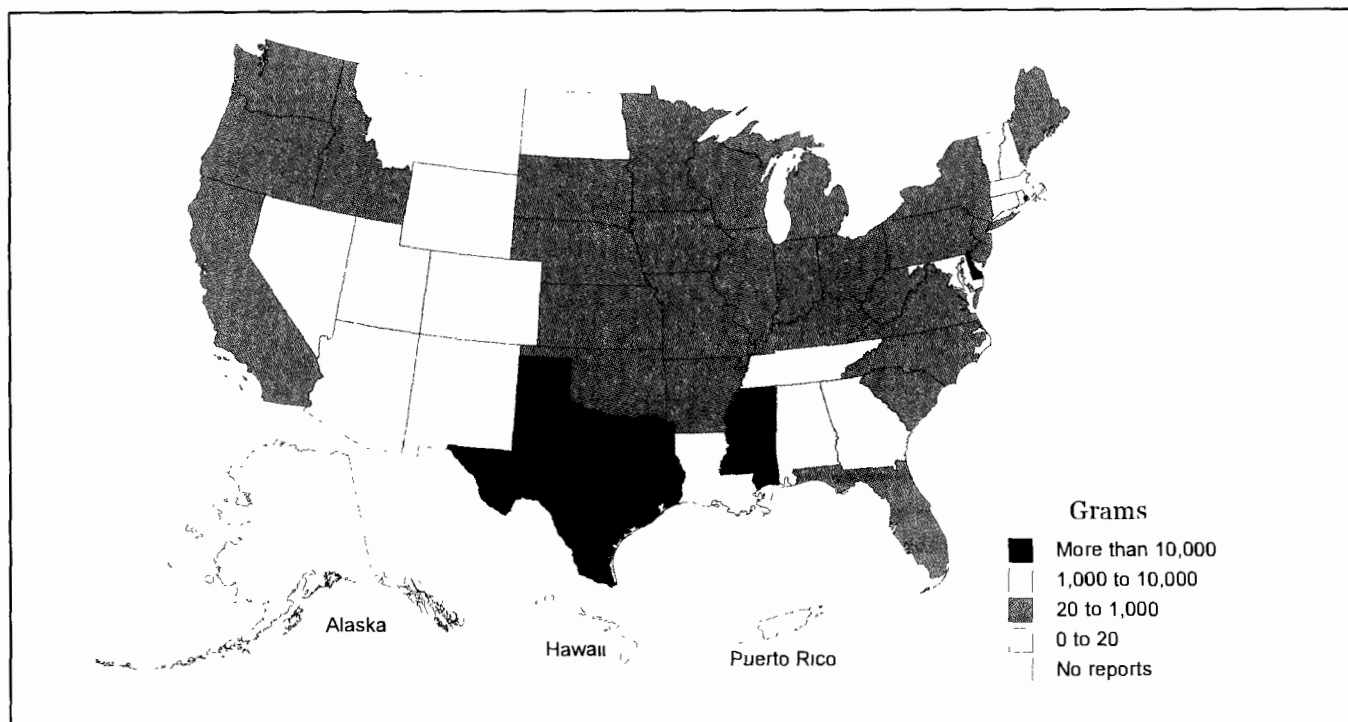 Grams
More than 10,000
1,000 to 10,000
20 to 1,000
0 to 20
No reports
Alaska
Hawaii
Puerto Rico